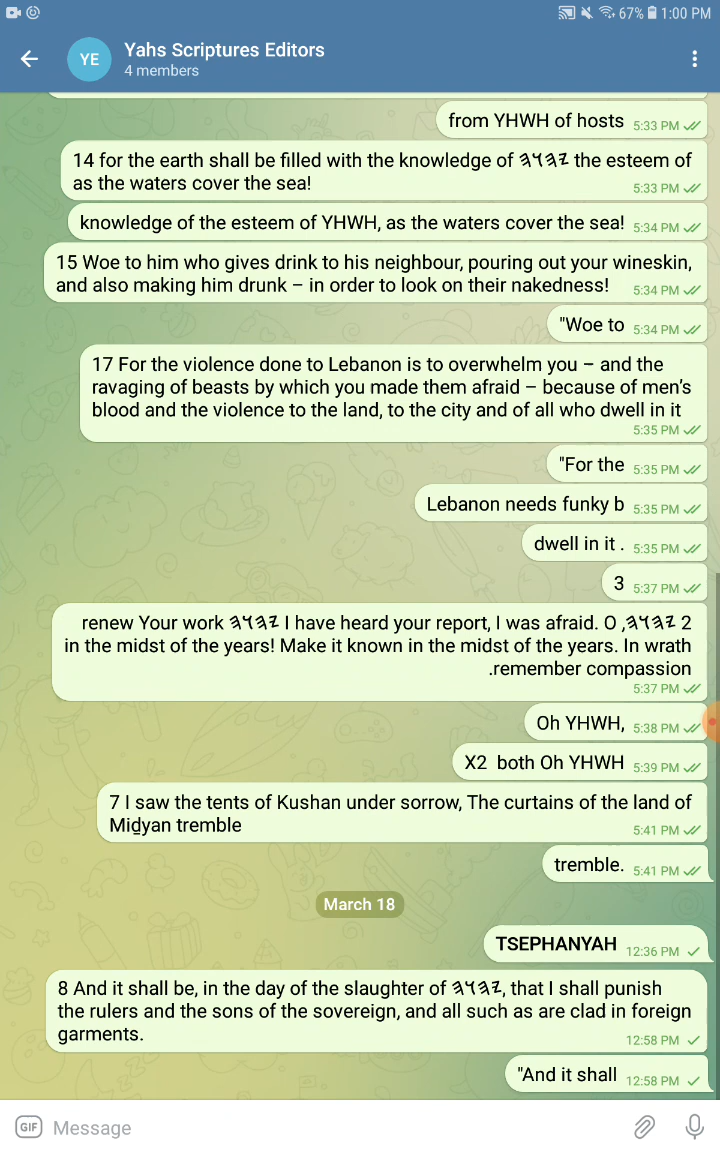 67% 1:00 PM
YE
Yahs Scriptures Editors
4 members
from YHWH of hosts 5:33 PM
14 for the earth shall be filled with the knowledge of 𐤉𐤄𐤅𐤄 the esteem of
as the waters cover the sea! 5:33 PM
knowledge of the esteem of YHWH, as the waters cover the sea! 5:34 PM
15 Woe to him who gives drink to his neighbour, pouring out your wineskin,
and also making him drunk – in order to look on their nakedness! 5:34 PM
"Woe to 5:34 PM
17 For the violence done to Lebanon is to overwhelm you – and the
ravaging of beasts by which you made them afraid – because of men's
blood and the violence to the land, to the city and of all who dwell in it
5:35 PM
"For the 5:35 PM
Lebanon needs funky b 5:35 PM
dwell in it . 5:35 PM
3 5:37 PM
renew Your work 𐤉𐤄𐤅𐤄 I have heard your report, I was afraid. O ,𐤉𐤄𐤅𐤄 2
in the midst of the years! Make it known in the midst of the years. In wrath
.remember compassion
5:37 PM
Oh YHWH, 5:38 PM
X2 both Oh YHWH 5:39 PM
7 I saw the tents of Kushan under sorrow, The curtains of the land of
Miḏyan tremble 5:41 PM
tremble. 5:41 PM
March 18
TSEPHANYAH 12:36 PM
8 And it shall be, in the day of the slaughter of 𐤉𐤄𐤅𐤄, that I shall punish
the rulers and the sons of the sovereign, and all such as are clad in foreign
garments. 12:58 PM
"And it shall 12:58 PM
GIF Message